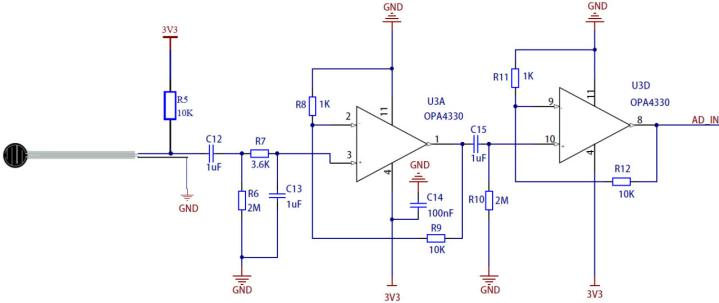 GND
GND
3V3
R5
10K
R8
1K
11
U3A
OPA4330
2
3
1
4
R11
1K
11
U3D
OPA4330
9
10
8
4
AD_IN
C12
1uF
R7
3.6K
C15
1uF
R6
2M
C13
1uF
GND
GND
C14
100nF
R10
2M
R12
10K
R9
10K
GND
3V3
GND
3V3